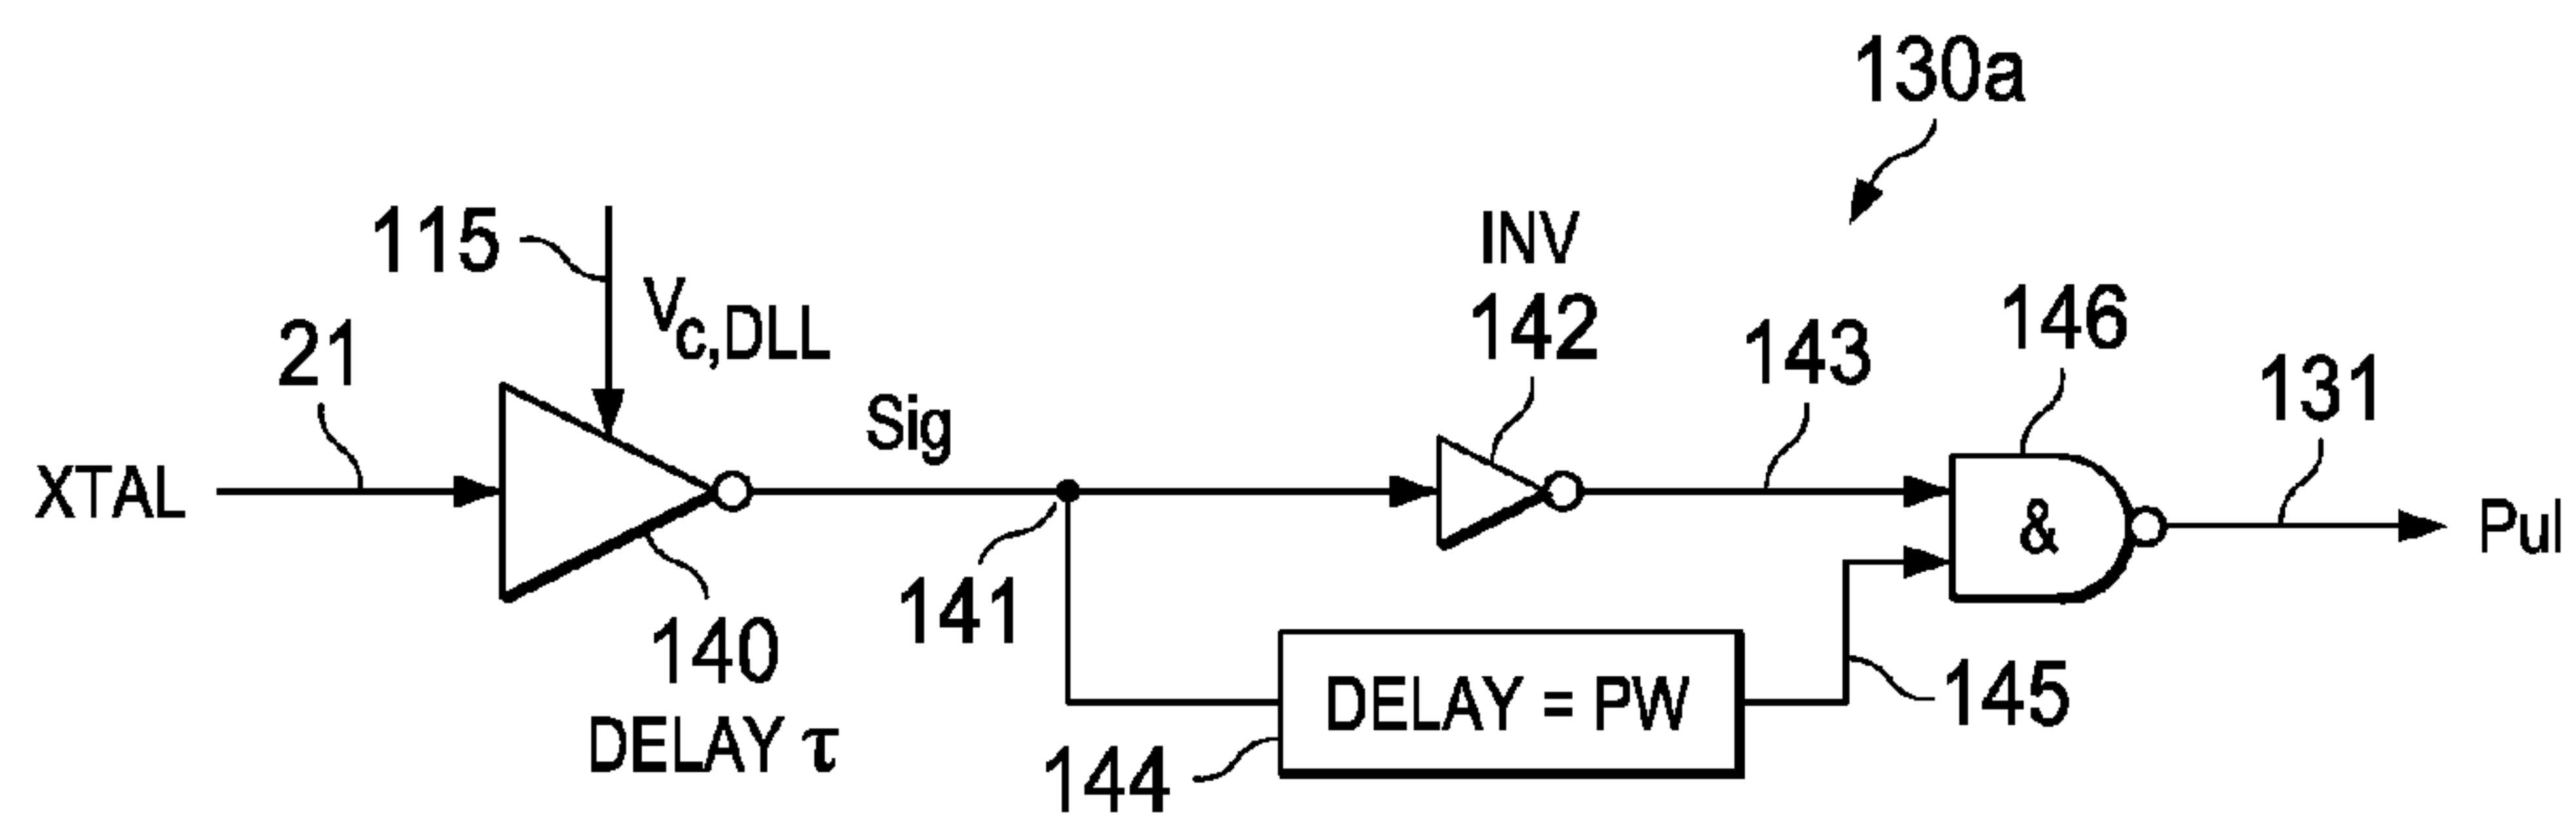 130a
115
V_c,DLL
INV
142
143
146
131
21
XTAL
Sig
&
Pul
140
DELAY τ
141
DELAY = PW
144
145